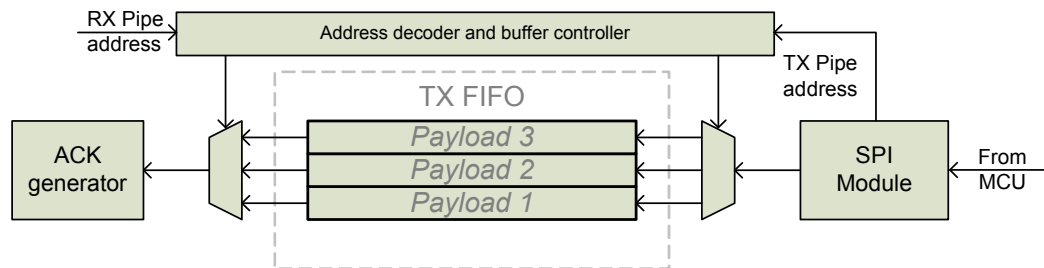 RX Pipe
address
Address decoder and buffer controller
TX Pipe
address
TX FIFO
Payload 3
Payload 2
Payload 1
ACK
generator
SPI
Module
From
MCU